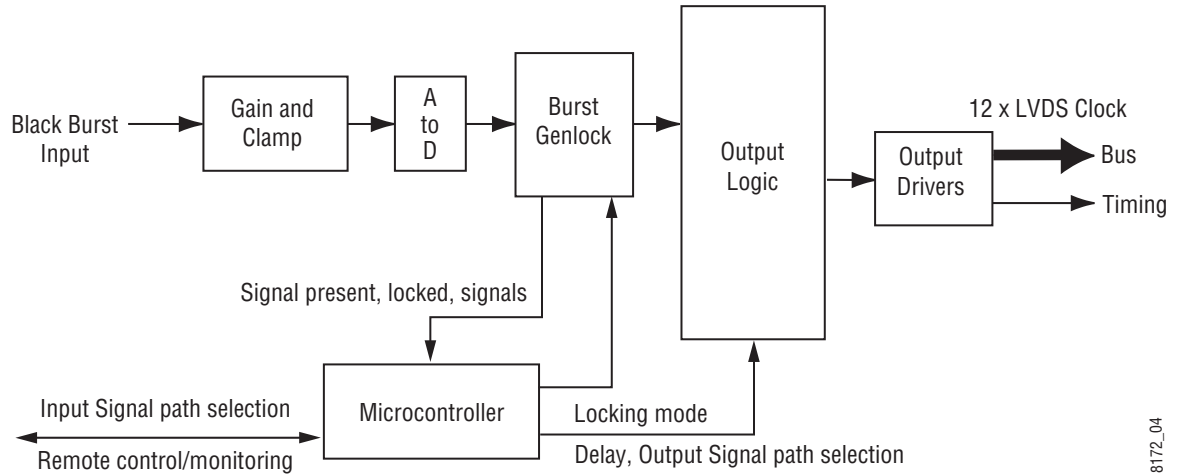 Black Burst
Input
Gain and
Clamp
A
to
D
Burst
Genlock
Output
Logic
Output
Drivers
12 x LVDS Clock
Bus
Timing
Signal present, locked, signals
Microcontroller
Input Signal path selection
Remote control/monitoring
Locking mode
Delay, Output Signal path selection
8172_04